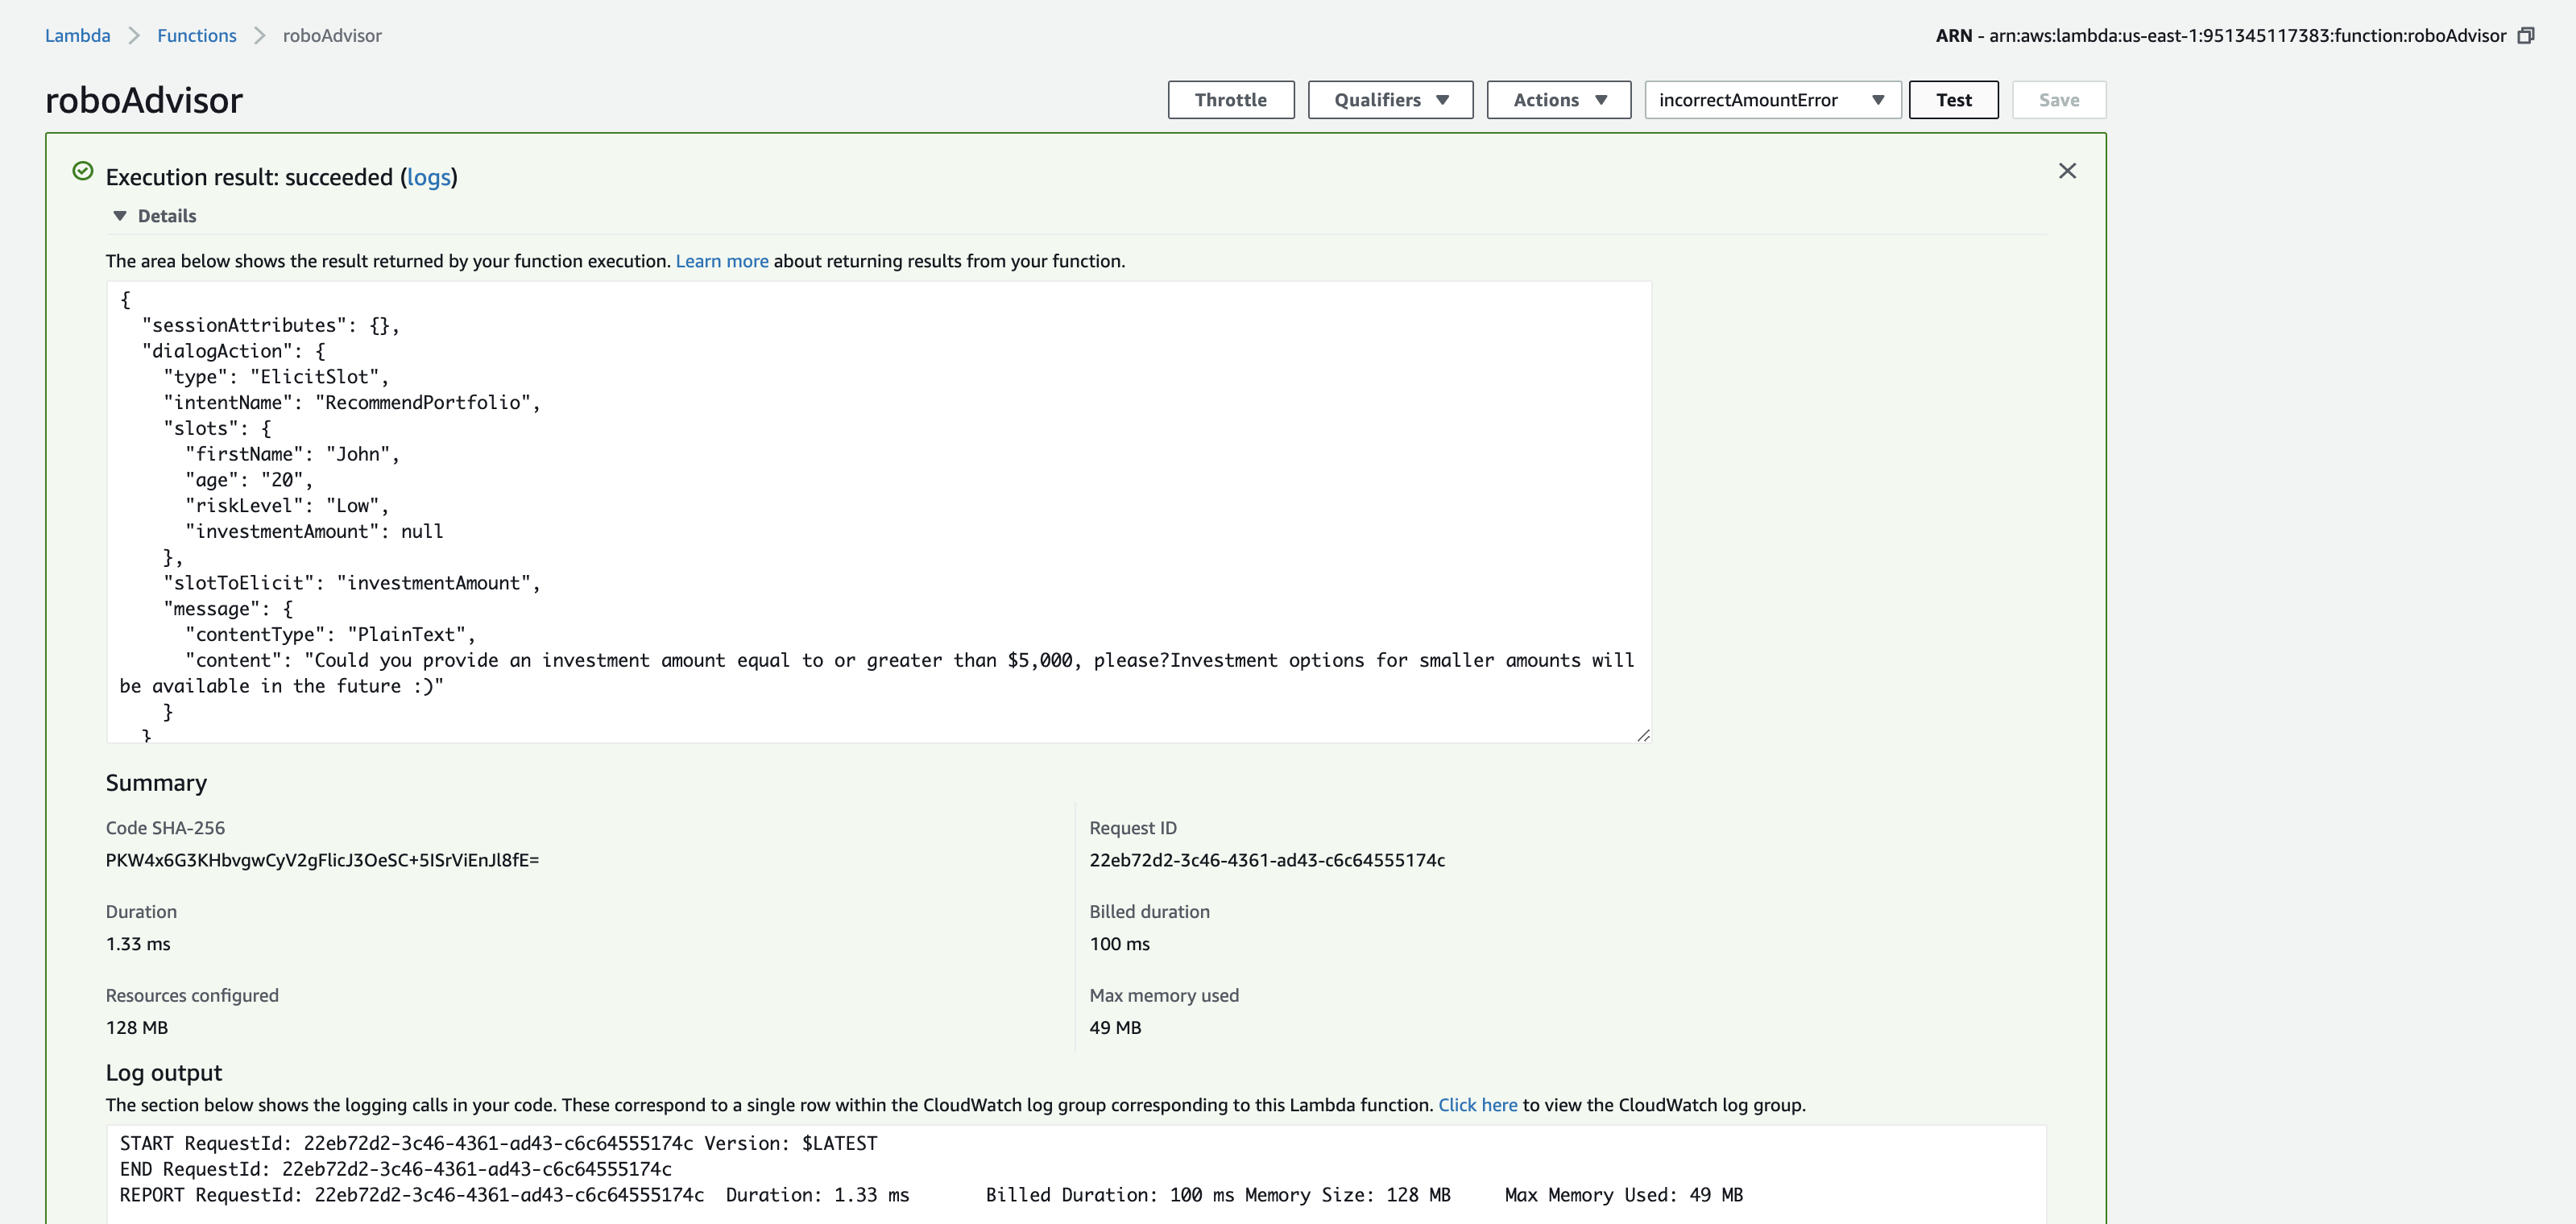 Lambda > Functions > roboAdvisor
ARN - arn:aws:lambda:us-east-1:951345117383:function:roboAdvisor
roboAdvisor
Throttle
Qualifiers
Actions
incorrectAmountError
Test
Save
Execution result: succeeded (logs)
Details
The area below shows the result returned by your function execution. Learn more about returning results from your function.
{
  "sessionAttributes": {},
  "dialogAction": {
    "type": "ElicitSlot",
    "intentName": "RecommendPortfolio",
    "slots": {
      "firstName": "John",
      "age": "20",
      "riskLevel": "Low",
      "investmentAmount": null
    },
    "slotToElicit": "investmentAmount",
    "message": {
      "contentType": "PlainText",
      "content": "Could you provide an investment amount equal to or greater than $5,000, please?Investment options for smaller amounts will
be available in the future :)"
    }
  }
Summary
Code SHA-256
PKW4x6G3KHbvgwCyV2gFlicJ3OeSC+5ISrViEnJl8fE=
Request ID
22eb72d2-3c46-4361-ad43-c6c64555174c
Duration
1.33 ms
Billed duration
100 ms
Resources configured
128 MB
Max memory used
49 MB
Log output
The section below shows the logging calls in your code. These correspond to a single row within the CloudWatch log group corresponding to this Lambda function. Click here to view the CloudWatch log group.
START RequestId: 22eb72d2-3c46-4361-ad43-c6c64555174c Version: $LATEST
END RequestId: 22eb72d2-3c46-4361-ad43-c6c64555174c
REPORT RequestId: 22eb72d2-3c46-4361-ad43-c6c64555174c  Duration: 1.33 ms       Billed Duration: 100 ms Memory Size: 128 MB     Max Memory Used: 49 MB